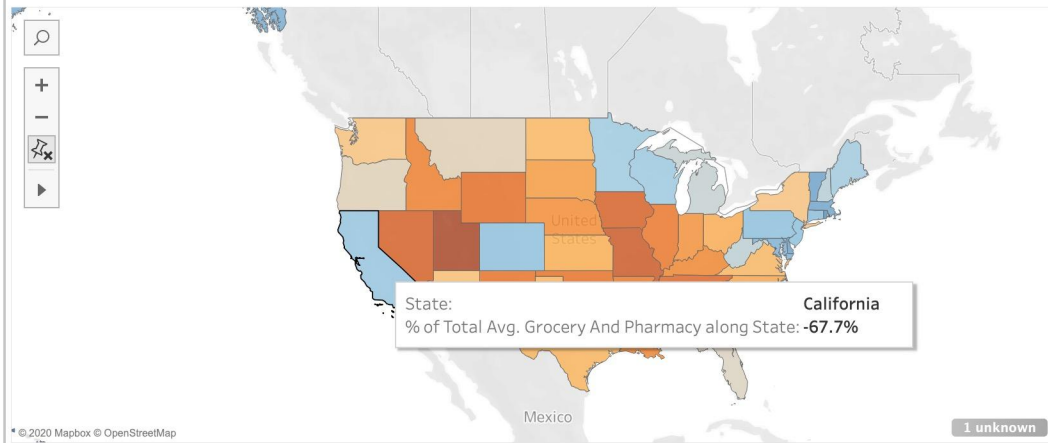 United
States
State: California
% of Total Avg. Grocery And Pharmacy along State: -67.7%
Mexico
© 2020 Mapbox © OpenStreetMap
1 unknown